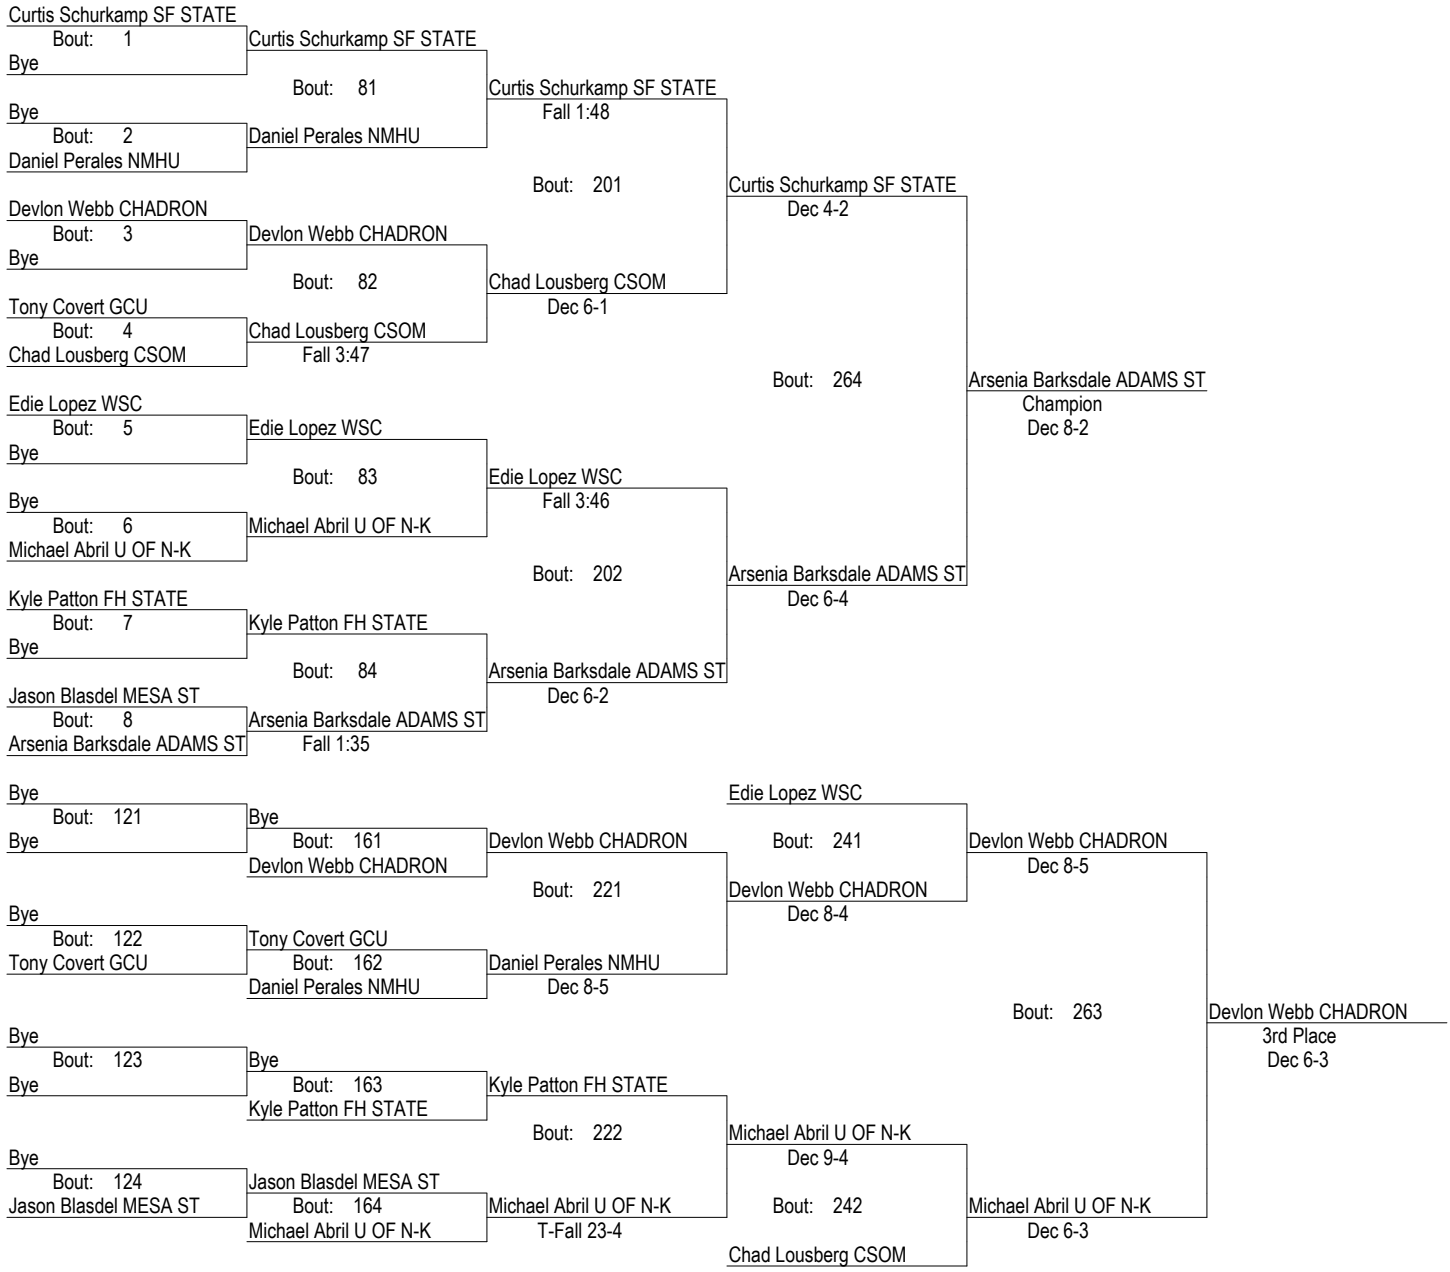 Curtis Schurkamp SF STATE
Bout: 1
Curtis Schurkamp SF STATE
Bye
Bout: 81
Curtis Schurkamp SF STATE
Bye
Fall 1:48
Bout: 2
Daniel Perales NMHU
Daniel Perales NMHU
Bout: 201
Curtis Schurkamp SF STATE
Devlon Webb CHADRON
Dec 4-2
Bout: 3
Devlon Webb CHADRON
Bye
Bout: 82
Chad Lousberg CSOM
Tony Covert GCU
Dec 6-1
Bout: 4
Chad Lousberg CSOM
Chad Lousberg CSOM
Fall 3:47
Bout: 264
Arsenia Barksdale ADAMS ST
Edie Lopez WSC
Champion
Bout: 5
Edie Lopez WSC
Dec 8-2
Bye
Bout: 83
Edie Lopez WSC
Bye
Fall 3:46
Bout: 6
Michael Abril U OF N-K
Michael Abril U OF N-K
Bout: 202
Arsenia Barksdale ADAMS ST
Kyle Patton FH STATE
Dec 6-4
Bout: 7
Kyle Patton FH STATE
Bye
Bout: 84
Arsenia Barksdale ADAMS ST
Jason Blasdel MESA ST
Dec 6-2
Bout: 8
Arsenia Barksdale ADAMS ST
Arsenia Barksdale ADAMS ST
Fall 1:35
Bye
Edie Lopez WSC
Bout: 121
Bye
Bye
Bout: 161
Devlon Webb CHADRON
Bout: 241
Devlon Webb CHADRON
Devlon Webb CHADRON
Dec 8-5
Bout: 221
Devlon Webb CHADRON
Bye
Dec 8-4
Bout: 122
Tony Covert GCU
Tony Covert GCU
Bout: 162
Daniel Perales NMHU
Daniel Perales NMHU
Dec 8-5
Bout: 263
Devlon Webb CHADRON
Bye
3rd Place
Bout: 123
Bye
Dec 6-3
Bye
Bout: 163
Kyle Patton FH STATE
Kyle Patton FH STATE
Bout: 222
Michael Abril U OF N-K
Bye
Dec 9-4
Bout: 124
Jason Blasdel MESA ST
Jason Blasdel MESA ST
Bout: 164
Michael Abril U OF N-K
Bout: 242
Michael Abril U OF N-K
Michael Abril U OF N-K
T-Fall 23-4
Dec 6-3
Chad Lousberg CSOM